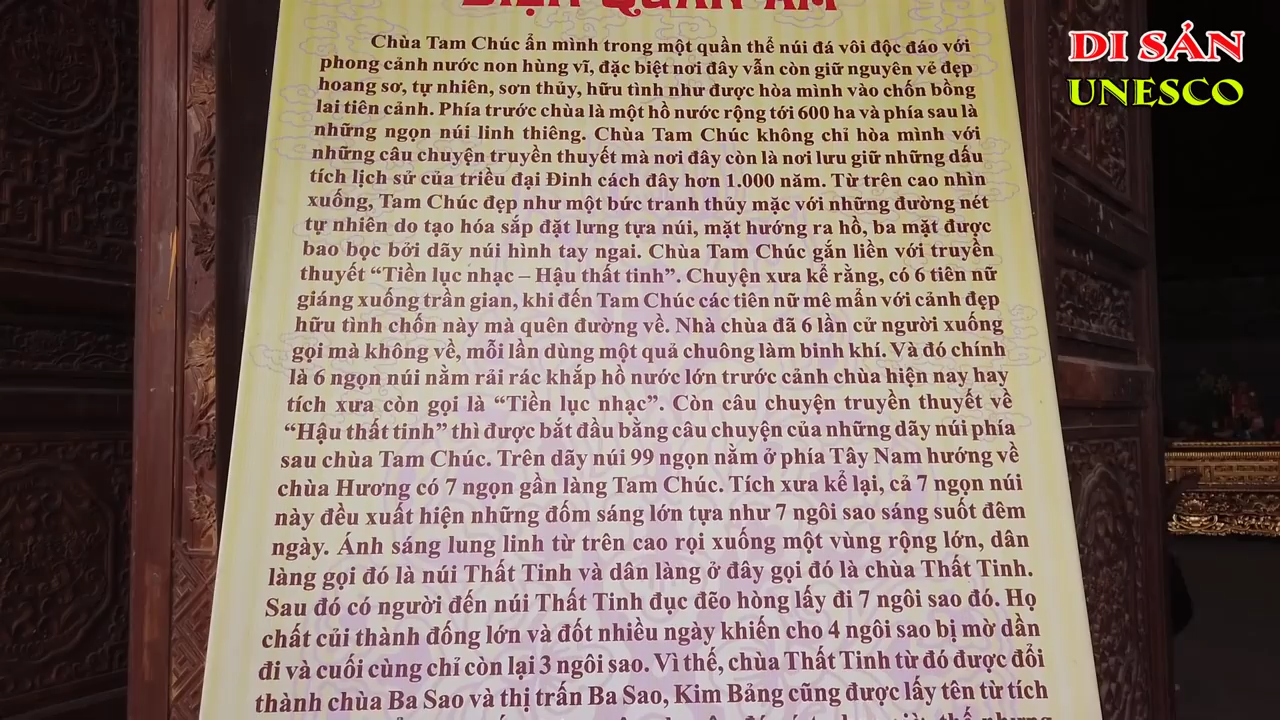 ĐIỆN QUAN ÂM
Chùa Tam Chúc ẩn mình trong một quần thể núi đá vôi độc đáo với
phong cảnh nước non hùng vĩ, đặc biệt nơi đây vẫn còn giữ nguyên vẻ đẹp
hoang sơ, tự nhiên, sơn thủy, hữu tình như được hòa mình vào chốn bồng
lai tiên cảnh. Phía trước chùa là một hồ nước rộng tới 600 ha và phía sau là
những ngọn núi linh thiêng. Chùa Tam Chúc không chỉ hòa mình với
những câu chuyện truyền thuyết mà nơi đây còn là nơi lưu giữ những dấu
tích lịch sử của triều đại Đinh cách đây hơn 1.000 năm. Từ trên cao nhìn
xuống, Tam Chúc đẹp như một bức tranh thủy mặc với những đường nét
tự nhiên do tạo hóa sắp đặt lưng tựa núi, mặt hướng ra hồ, ba mặt được
bao bọc bởi dãy núi hình tay ngai. Chùa Tam Chúc gắn liền với truyền
thuyết “Tiền lục nhạc – Hậu thất tinh”. Chuyện xưa kể rằng, có 6 tiên nữ
giáng xuống trần gian, khi đến Tam Chúc các tiên nữ mê mẩn với cảnh đẹp
hữu tình chốn này mà quên đường về. Nhà chùa đã 6 lần cử người xuống
gọi mà không về, mỗi lần dùng một quả chuông làm binh khí. Và đó chính
là 6 ngọn núi nằm rải rác khắp hồ nước lớn trước cảnh chùa hiện nay hay
tích xưa còn gọi là “Tiền lục nhạc”. Còn câu chuyện truyền thuyết về
“Hậu thất tinh” thì được bắt đầu bằng câu chuyện của những dãy núi phía
sau chùa Tam Chúc. Trên dãy núi 99 ngọn nằm ở phía Tây Nam hướng về
chùa Hương có 7 ngọn gần làng Tam Chúc. Tích xưa kể lại, cả 7 ngọn núi
này đều xuất hiện những đốm sáng lớn tựa như 7 ngôi sao sáng suốt đêm
ngày. Ánh sáng lung linh từ trên cao rọi xuống một vùng rộng lớn, dân
làng gọi đó là núi Thất Tinh và dân làng ở đây gọi đó là chùa Thất Tinh.
Sau đó có người đến núi Thất Tinh đục đẽo hòng lấy đi 7 ngôi sao đó. Họ
chất củi thành đống lớn và đốt nhiều ngày khiến cho 4 ngôi sao bị mờ dần
đi và cuối cùng chỉ còn lại 3 ngôi sao. Vì thế, chùa Thất Tinh từ đó được đổi
thành chùa Ba Sao và thị trấn Ba Sao, Kim Bảng cũng được lấy tên từ tích
DI SẢN
UNESCO